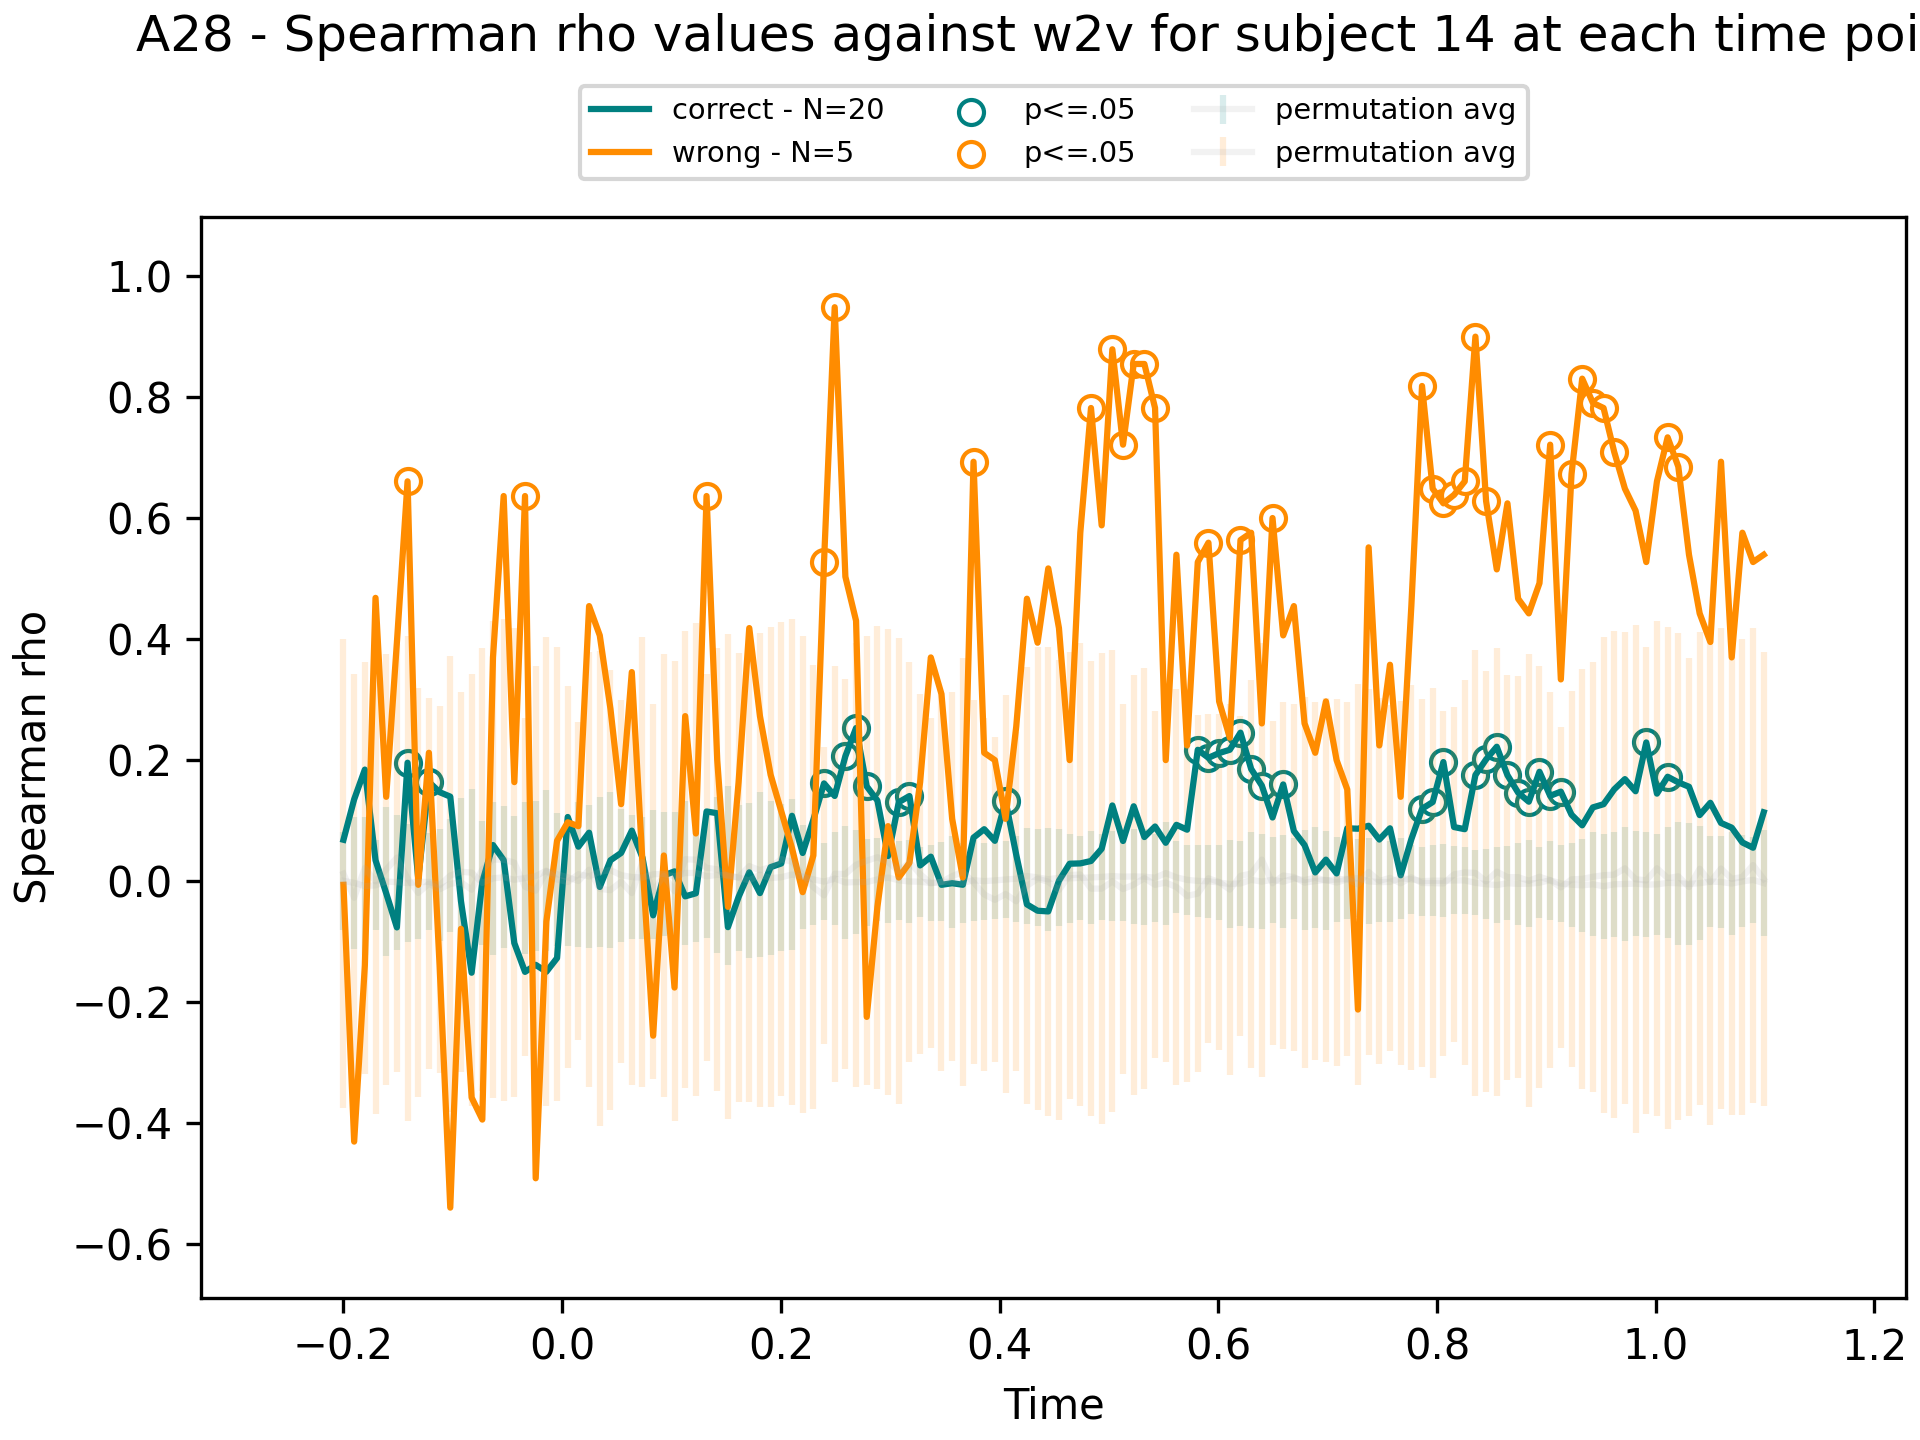 A28 - Spearman rho values against w2v for subject 14 at each time poi
correct - N=20 p<=.05 permutation avg
wrong - N=5 p<=.05 permutation avg
1.0
0.8
0.6
0.4
0.2
0.0
−0.2
−0.4
−0.6
Spearman rho
−0.2 0.0 0.2 0.4 0.6 0.8 1.0 1.2
Time